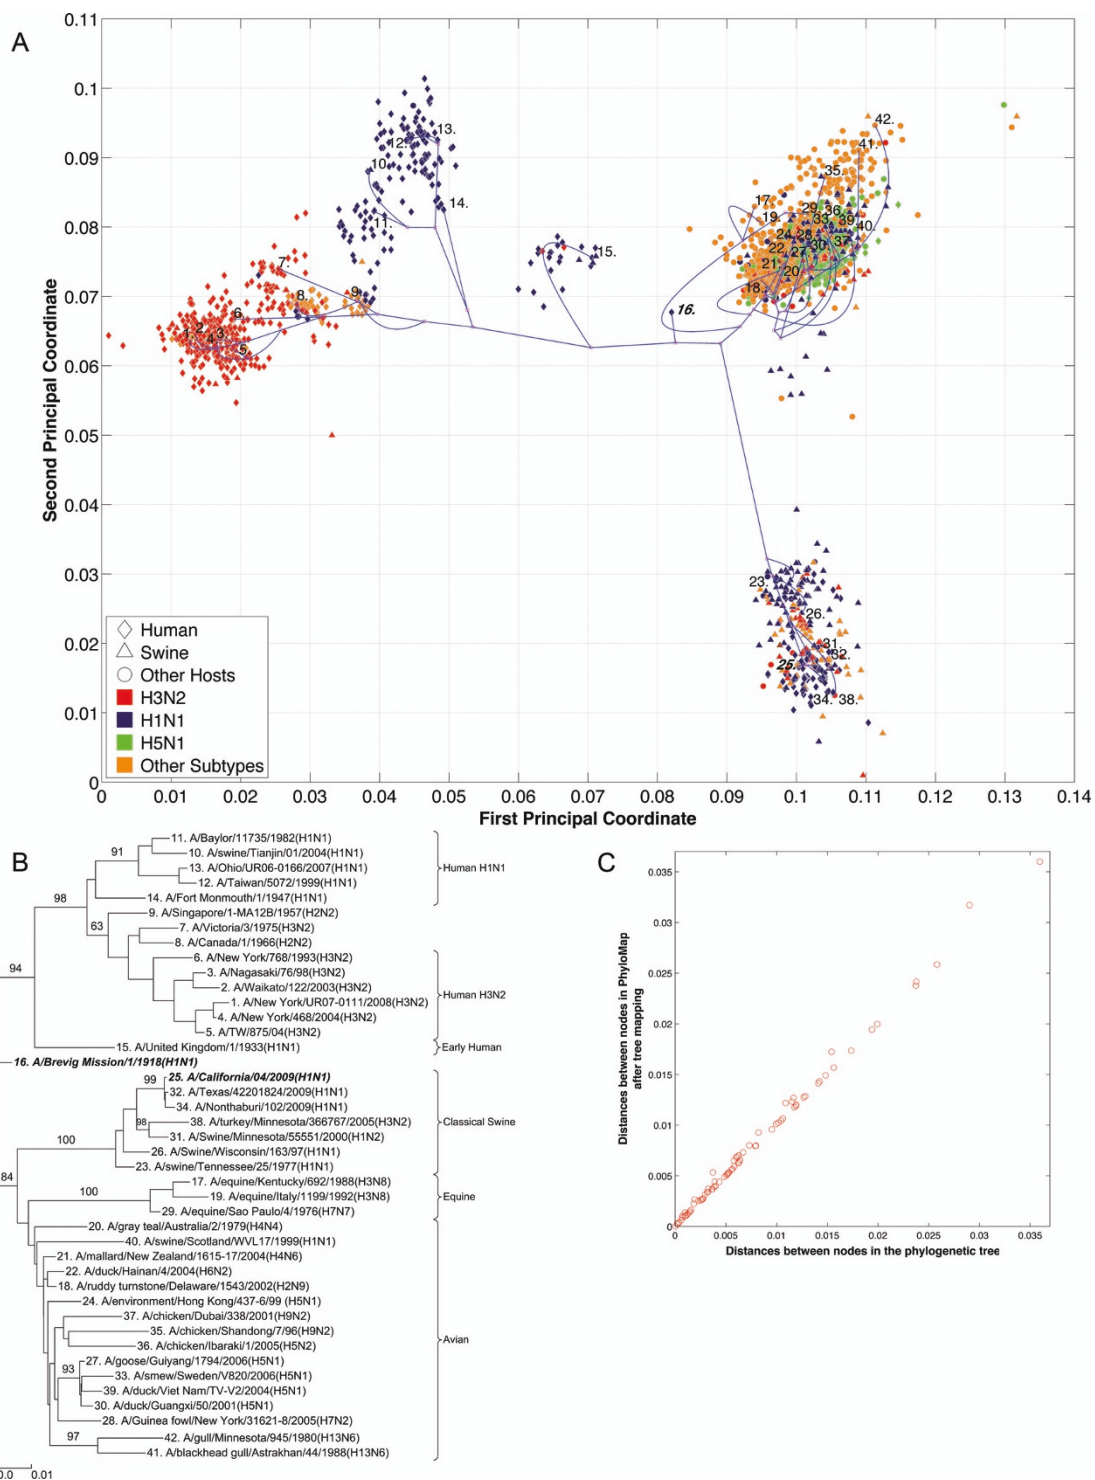 A
0.11
0.1
0.09
0.08
0.07
0.06
0.05
0.04
0.03
0.02
0.01
0
Second Principal Coordinate
13.
12.
10.
14.
11.
7.
8.
9.
6.
1.
2.
3
4.
5.
15.
16.
42.
41.
35.
17.
19.
29.
36.
33.
39.
40.
24.
28.
22.
30.
37.
27.
21.
20.
18.
23.
26.
31.
25.
32.
34.
38.
Human
Swine
Other Hosts
H3N2
H1N1
H5N1
Other Subtypes
0 0.01 0.02 0.03 0.04 0.05 0.06 0.07 0.08 0.09 0.1 0.11 0.12 0.13 0.14
First Principal Coordinate
B
11. A/Baylor/11735/1982(H1N1)
91
10. A/swine/Tianjin/01/2004(H1N1)
13. A/Ohio/UR06-0166/2007(H1N1)
Human H1N1
12. A/Taiwan/5072/1999(H1N1)
98
14. A/Fort Monmouth/1/1947(H1N1)
9. A/Singapore/1-MA12B/1957(H2N2)
63
7. A/Victoria/3/1975(H3N2)
8. A/Canada/1/1966(H2N2)
6. A/New York/768/1993(H3N2)
94
3. A/Nagasaki/76/98(H3N2)
2. A/Waikato/122/2003(H3N2)
Human H3N2
1. A/New York/UR07-0111/2008(H3N2)
4. A/New York/468/2004(H3N2)
5. A/TW/875/04(H3N2)
15. A/United Kingdom/1/1933(H1N1)
Early Human
16. A/Brevig Mission/1/1918(H1N1)
99
25. A/California/04/2009(H1N1)
32. A/Texas/42201824/2009(H1N1)
34. A/Nonthaburi/102/2009(H1N1)
98
38. A/turkey/Minnesota/366767/2005(H3N2)
Classical Swine
31. A/Swine/Minnesota/55551/2000(H1N2)
100
26. A/Swine/Wisconsin/163/97(H1N1)
23. A/swine/Tennessee/25/1977(H1N1)
84
17. A/equine/Kentucky/692/1988(H3N8)
100
19. A/equine/Italy/1199/1992(H3N8)
Equine
29. A/equine/Sao Paulo/4/1976(H7N7)
20. A/gray teal/Australia/2/1979(H4N4)
40. A/swine/Scotland/WVL17/1999(H1N1)
21. A/mallard/New Zealand/1615-17/2004(H4N6)
22. A/duck/Hainan/4/2004(H6N2)
18. A/ruddy turnstone/Delaware/1543/2002(H2N9)
24. A/environment/Hong Kong/437-6/99 (H5N1)
37. A/chicken/Dubai/338/2001(H9N2)
35. A/chicken/Shandong/7/96(H9N2)
Avian
36. A/chicken/Ibaraki/1/2005(H5N2)
93
27. A/goose/Guiyang/1794/2006(H5N1)
33. A/smew/Sweden/V820/2006(H5N1)
39. A/duck/Viet Nam/TV-V2/2004(H5N1)
30. A/duck/Guangxi/50/2001(H5N1)
28. A/Guinea fowl/New York/31621-8/2005(H7N2)
97
42. A/gull/Minnesota/945/1980(H13N6)
41. A/blackhead gull/Astrakhan/44/1988(H13N6)
0.0 0.01
C
0.035
0.03
0.025
0.02
0.015
0.01
0.005
0
Distances between nodes in PhyloMap
after tree mapping
0 0.005 0.01 0.015 0.02 0.025 0.03 0.035
Distances between nodes in the phylogenetic tree